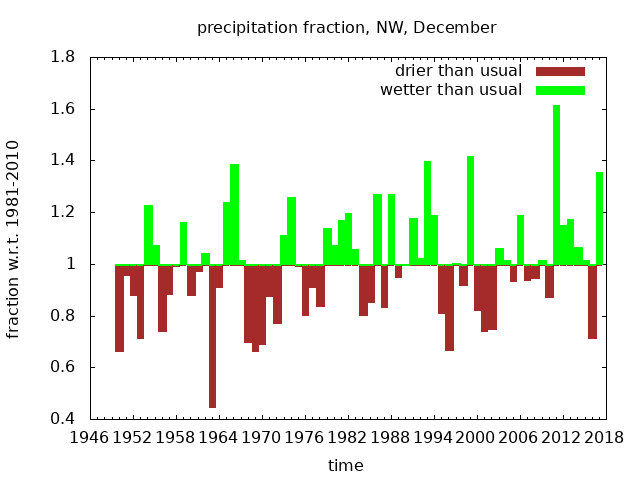 precipitation fraction, NW, December
drier than usual
wetter than usual
1.8
1.6
1.4
1.2
1
0.8
0.6
0.4
fraction w.r.t. 1981-2010
1946 1952 1958 1964 1970 1976 1982 1988 1994 2000 2006 2012 2018
time